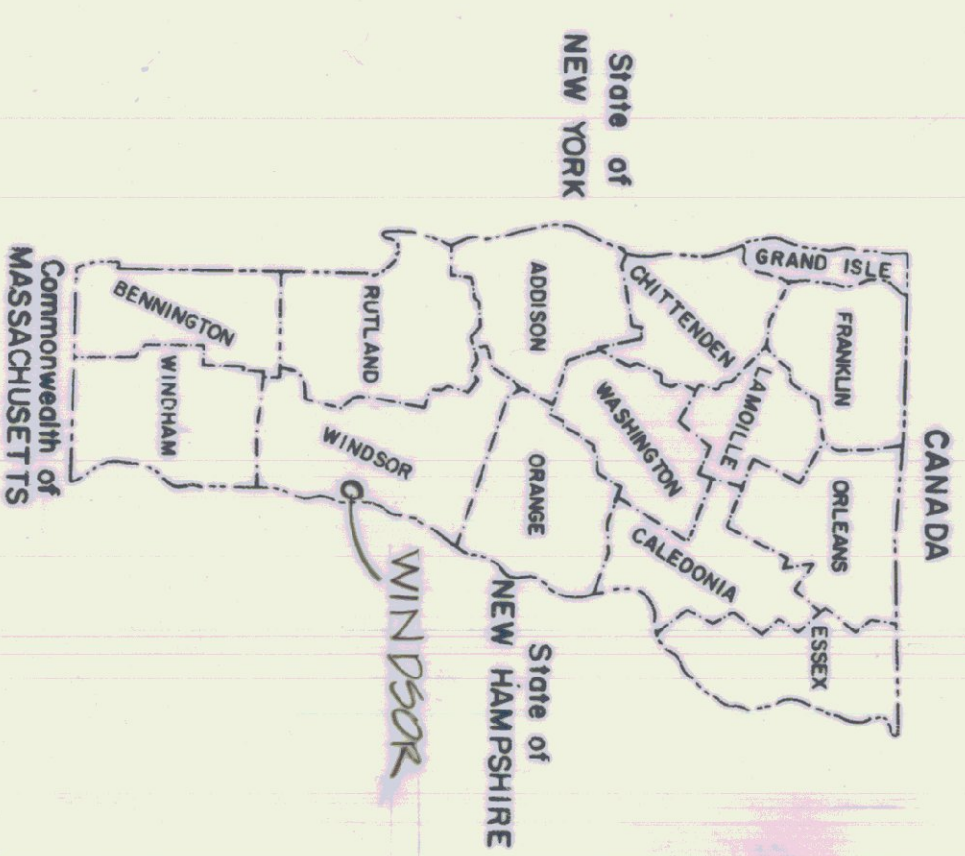 CANADA
GRAND ISLE
FRANKLIN
ORLEANS
ESSEX
LAMOILLE
CHITTENDEN
CALEDONIA
WASHINGTON
State of
NEW YORK
ADDISON
ORANGE
State of
NEW HAMPSHIRE
RUTLAND
WINDSOR
WINDSOR
BENNINGTON
WINDHAM
Commonwealth of
MASSACHUSETTS